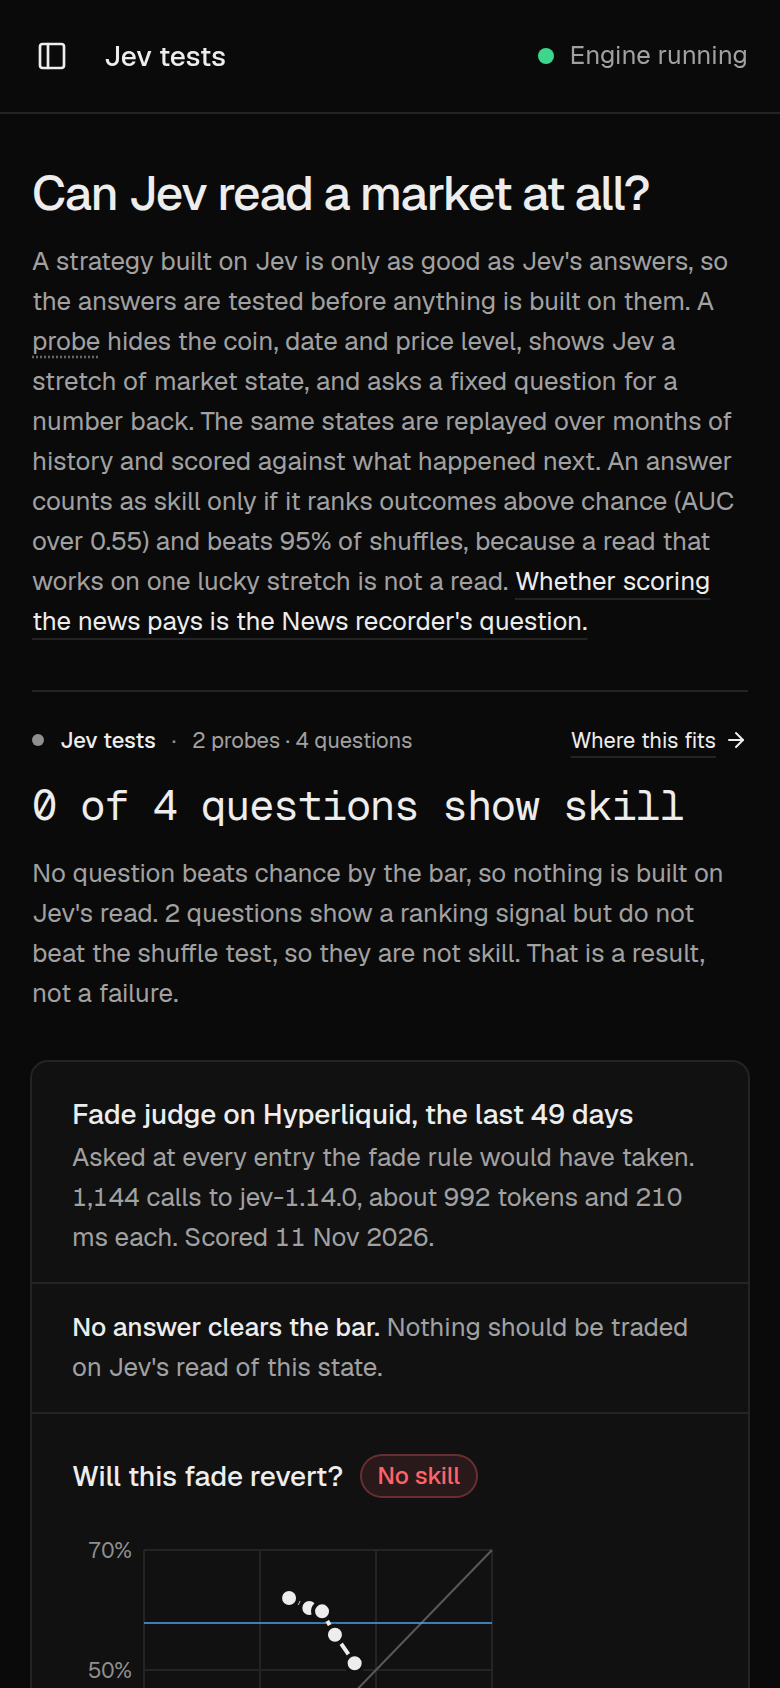 Jev tests
Engine running
Can Jev read a market at all?
A strategy built on Jev is only as good as Jev's answers, so
the answers are tested before anything is built on them. A
probe hides the coin, date and price level, shows Jev a
stretch of market state, and asks a fixed question for a
number back. The same states are replayed over months of
history and scored against what happened next. An answer
counts as skill only if it ranks outcomes above chance (AUC
over 0.55) and beats 95% of shuffles, because a read that
works on one lucky stretch is not a read. Whether scoring
the news pays is the News recorder's question.
Jev tests · 2 probes · 4 questions
Where this fits →
0 of 4 questions show skill
No question beats chance by the bar, so nothing is built on
Jev's read. 2 questions show a ranking signal but do not
beat the shuffle test, so they are not skill. That is a result,
not a failure.
Fade judge on Hyperliquid, the last 49 days
Asked at every entry the fade rule would have taken.
1,144 calls to jev-1.14.0, about 992 tokens and 210
ms each. Scored 11 Nov 2026.
No answer clears the bar. Nothing should be traded
on Jev's read of this state.
Will this fade revert? No skill
70%
50%